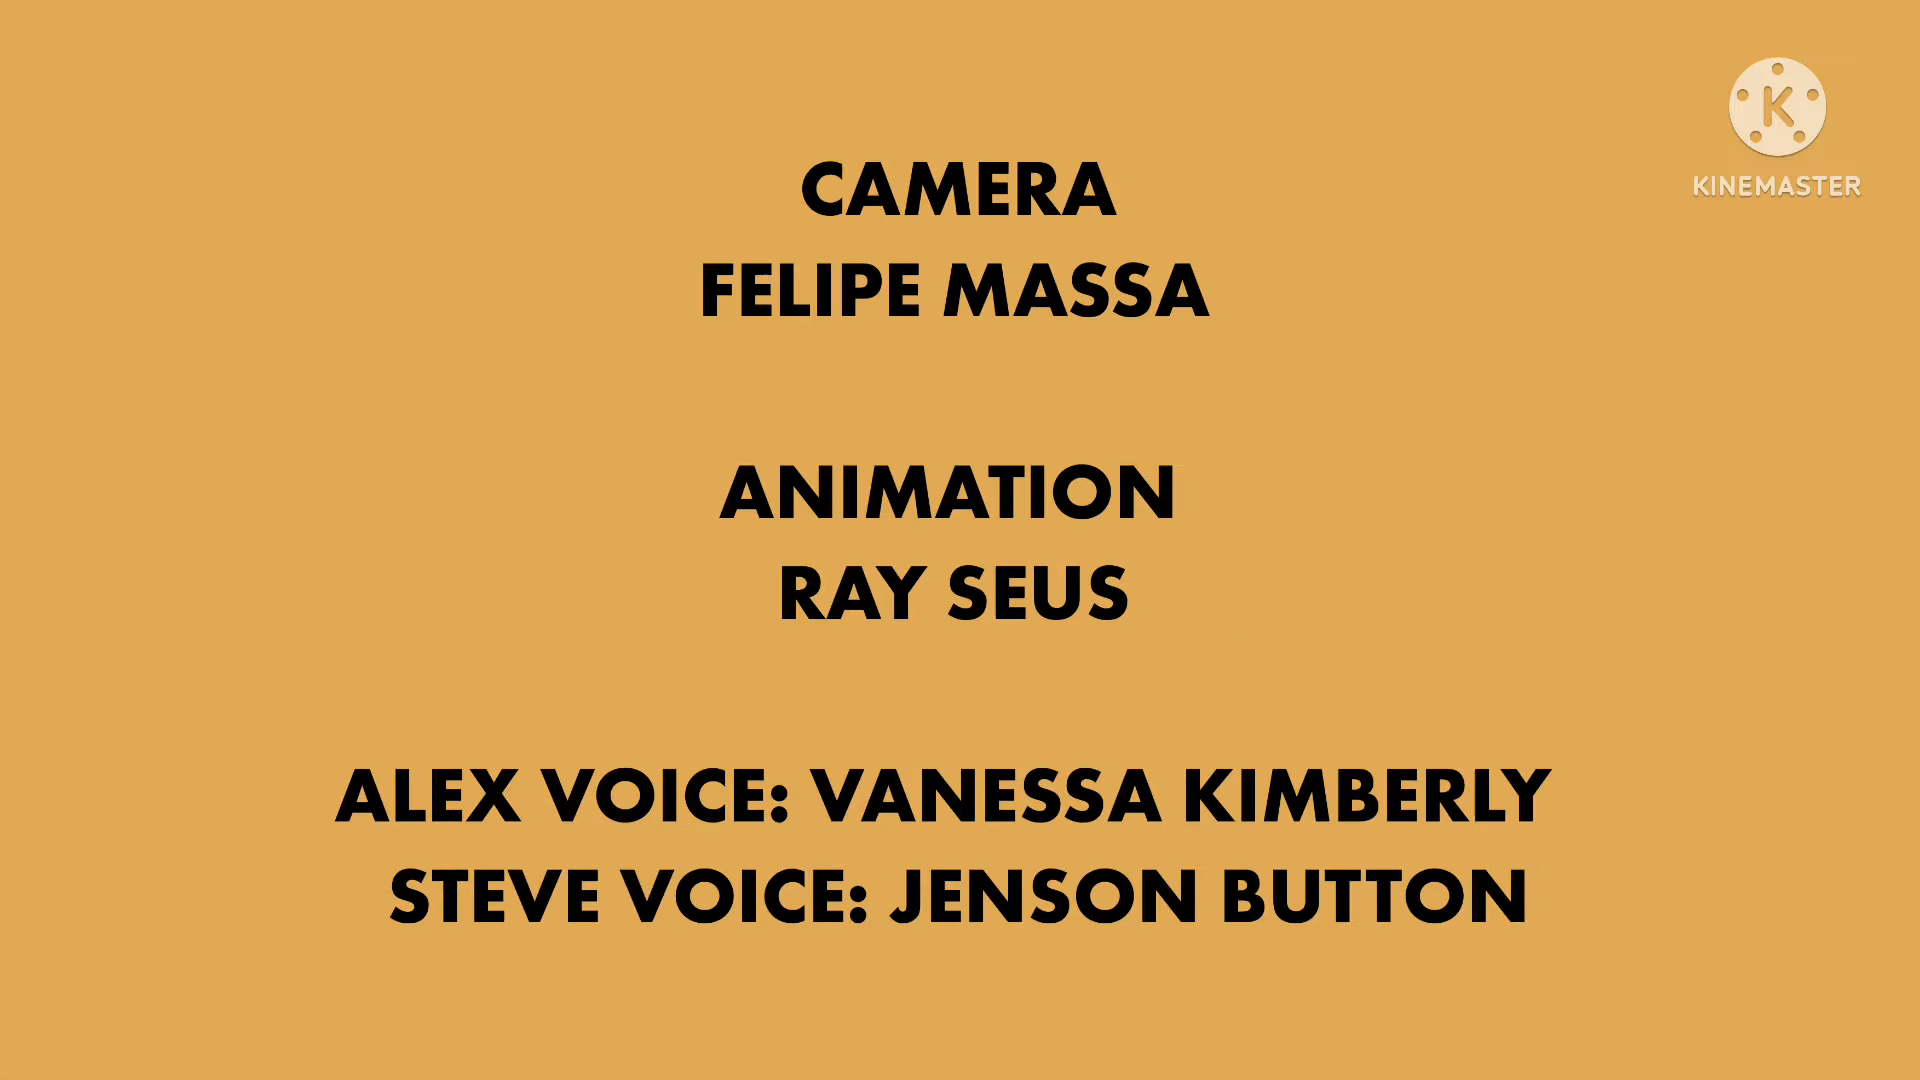 K
KINEMASTER
CAMERA
FELIPE MASSA
ANIMATION
RAY SEUS
ALEX VOICE: VANESSA KIMBERLY
STEVE VOICE: JENSON BUTTON